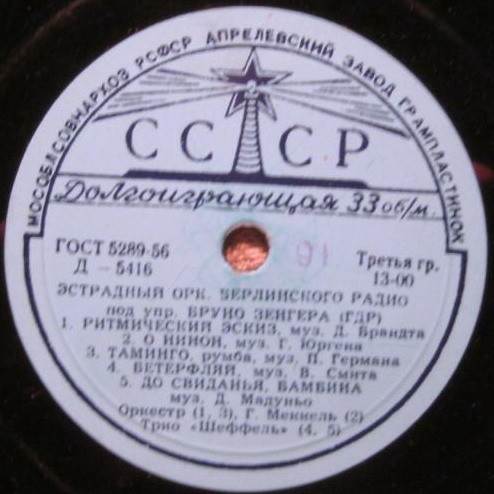 МОСОБЛСОВНАРХОЗ РСФСР АПРЕЛЕВСКИЙ ЗАВОД ГРАМПЛАСТИНОК
СССР
Долгоиграющая 33 об/м.
ГОСТ 5289-56
Д – 5416
91
Третья гр.
13-00
ЭСТРАДНЫЙ ОРК. БЕРЛИНСКОГО РАДИО
под упр. БРУНО ЗЕНГЕРА (ГДР)
1. РИТМИЧЕСКИЙ ЭСКИЗ, муз. Д. Брандта
2. О НИНОН, муз. Г. Юргена
3. ТАМИНГО, румба, муз. П. Германа
4. БЕТЕРФЛЯЙ, муз. В. Смита
5. ДО СВИДАНЬЯ, БАМБИНА
муз. Д. Мадуньо
Оркестр (1, 3), Г. Меккель (2)
Трио «Шеффель» (4, 5)